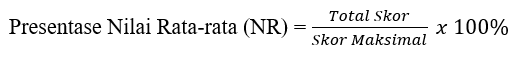 Presentase Nilai Rata-rata (NR) = Total Skor / Skor Maksimal x 100%